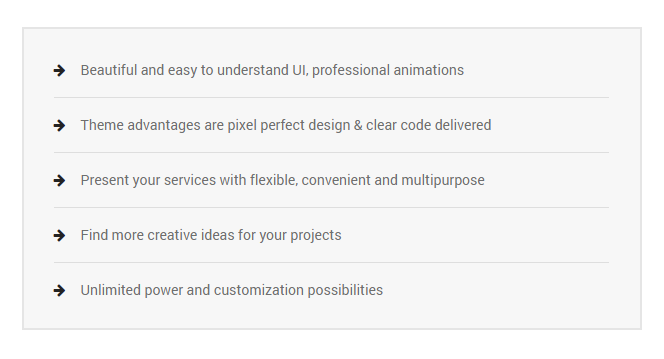 Beautiful and easy to understand UI, professional animations
Theme advantages are pixel perfect design & clear code delivered
Present your services with flexible, convenient and multipurpose
Find more creative ideas for your projects
Unlimited power and customization possibilities